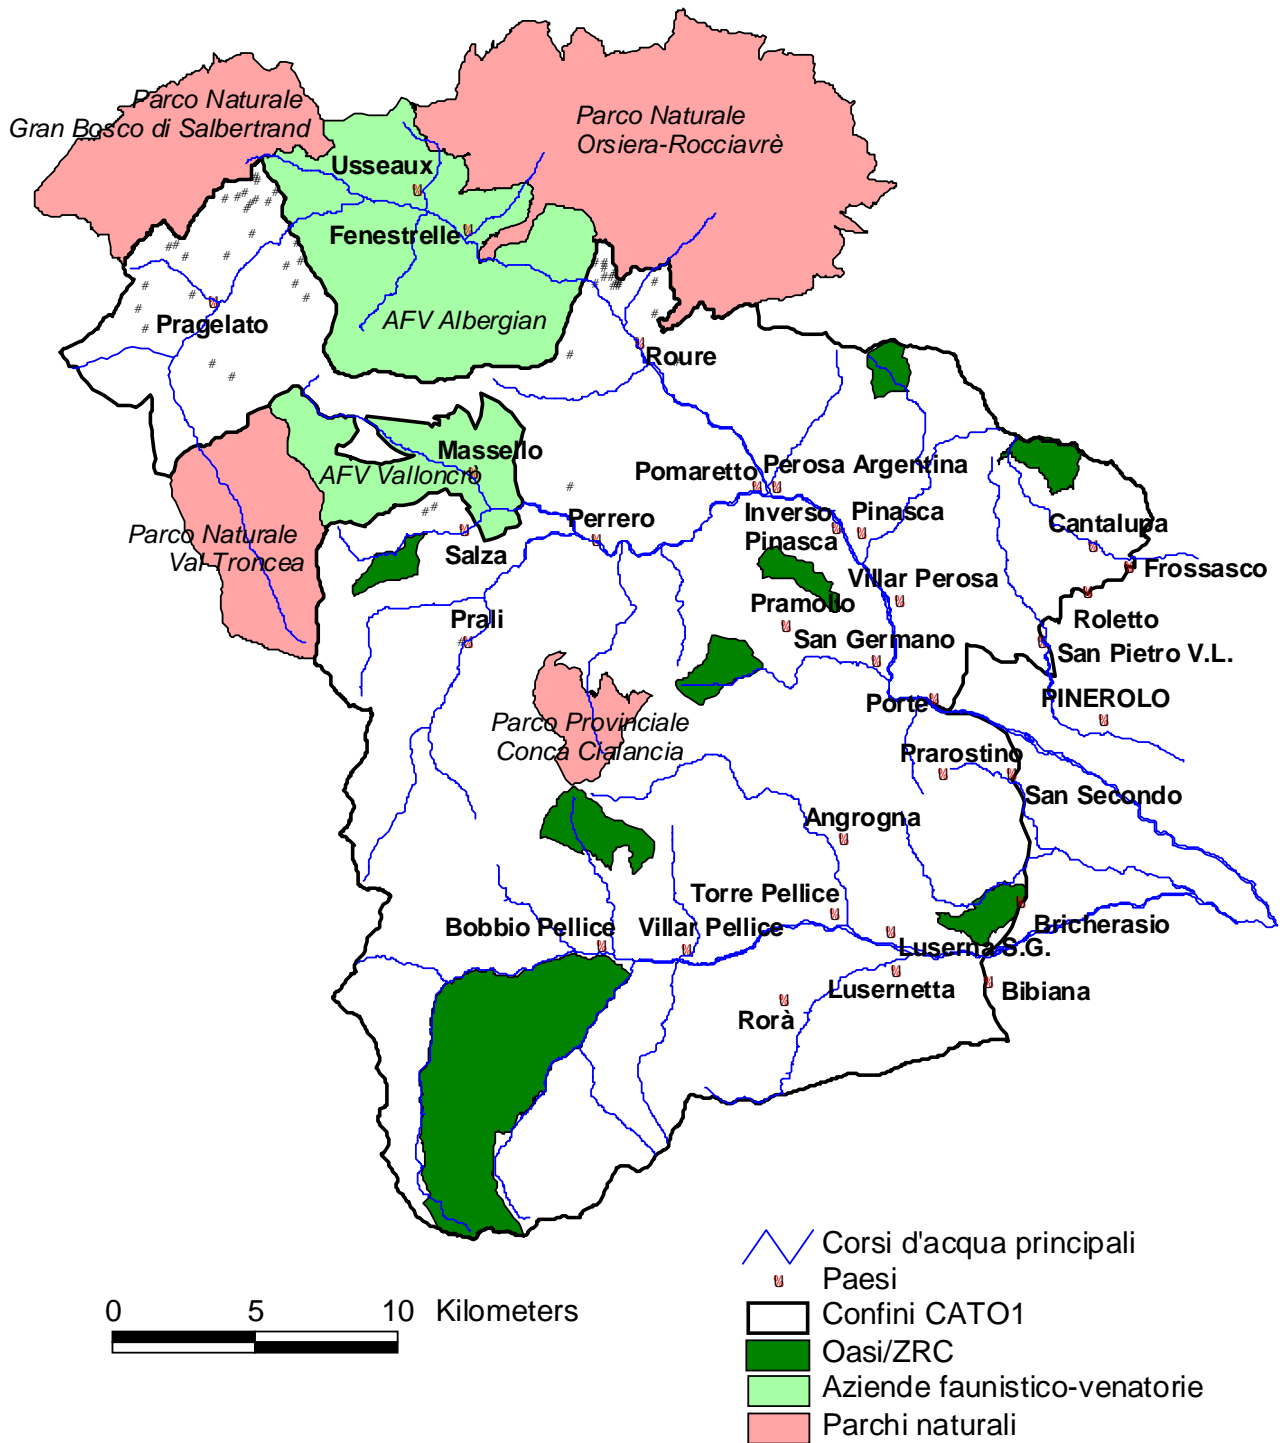 Parco Naturale
Gran Bosco di Salbertrand
Parco Naturale
Orsiera-Rocciavrè
Usseaux
Fenestrelle
AFV Albergian
Pragelato
Roure
Massello
AFV Valloncrò
Pomaretto
Perosa Argentina
Inverso
Pinasca
Pinasca
Perrero
Cantalupa
Parco Naturale
Val Troncea
Salza
Frossasco
Villar Perosa
Pramollo
Roletto
Prali
San Germano
San Pietro V.L.
Porte
PINEROLO
Parco Provinciale
Conca Cialancia
Prarostino
San Secondo
Angrogna
Torre Pellice
Bobbio Pellice
Villar Pellice
Bricherasio
Luserna S.G.
Lusernetta
Bibiana
Rorà
Corsi d'acqua principali
Paesi
0 5 10 Kilometers
Confini CATO1
Oasi/ZRC
Aziende faunistico-venatorie
Parchi naturali